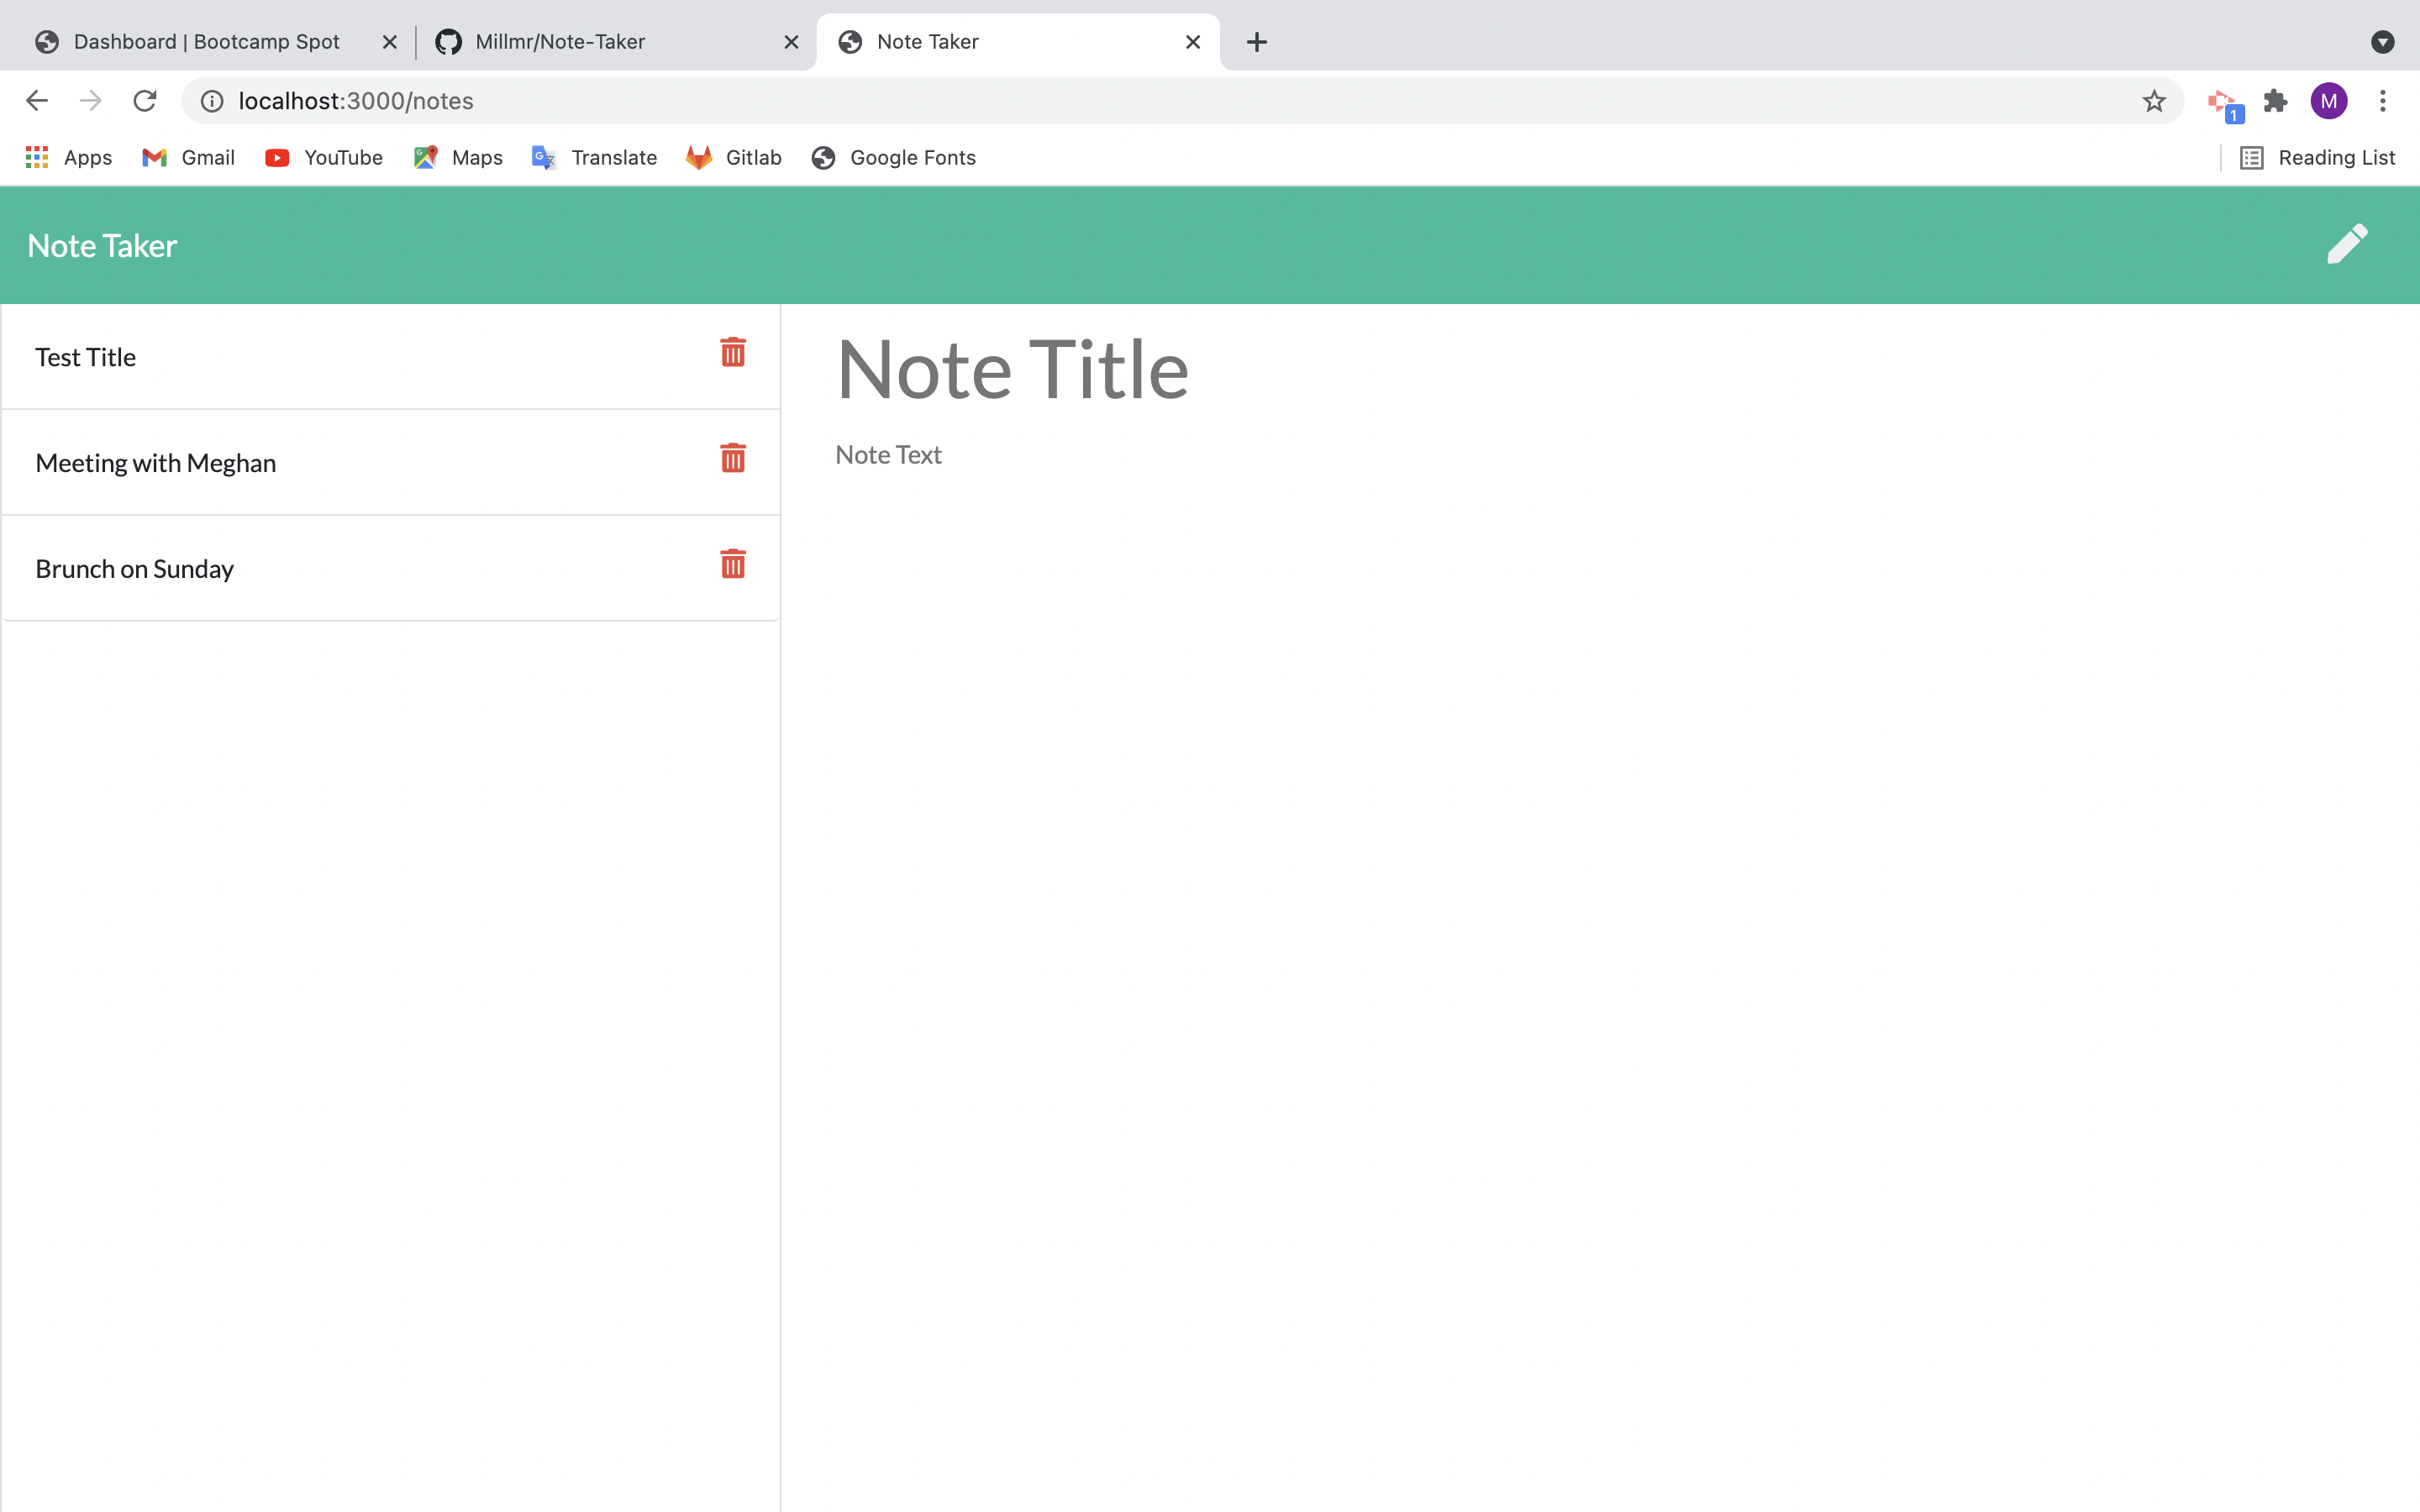 Dashboard | Bootcamp Spot
Millmr/Note-Taker
Note Taker
localhost:3000/notes
1
M
Apps
Gmail
YouTube
Maps
Translate
Gitlab
Google Fonts
Reading List
Note Taker
Test Title
Meeting with Meghan
Brunch on Sunday
Note Title
Note Text